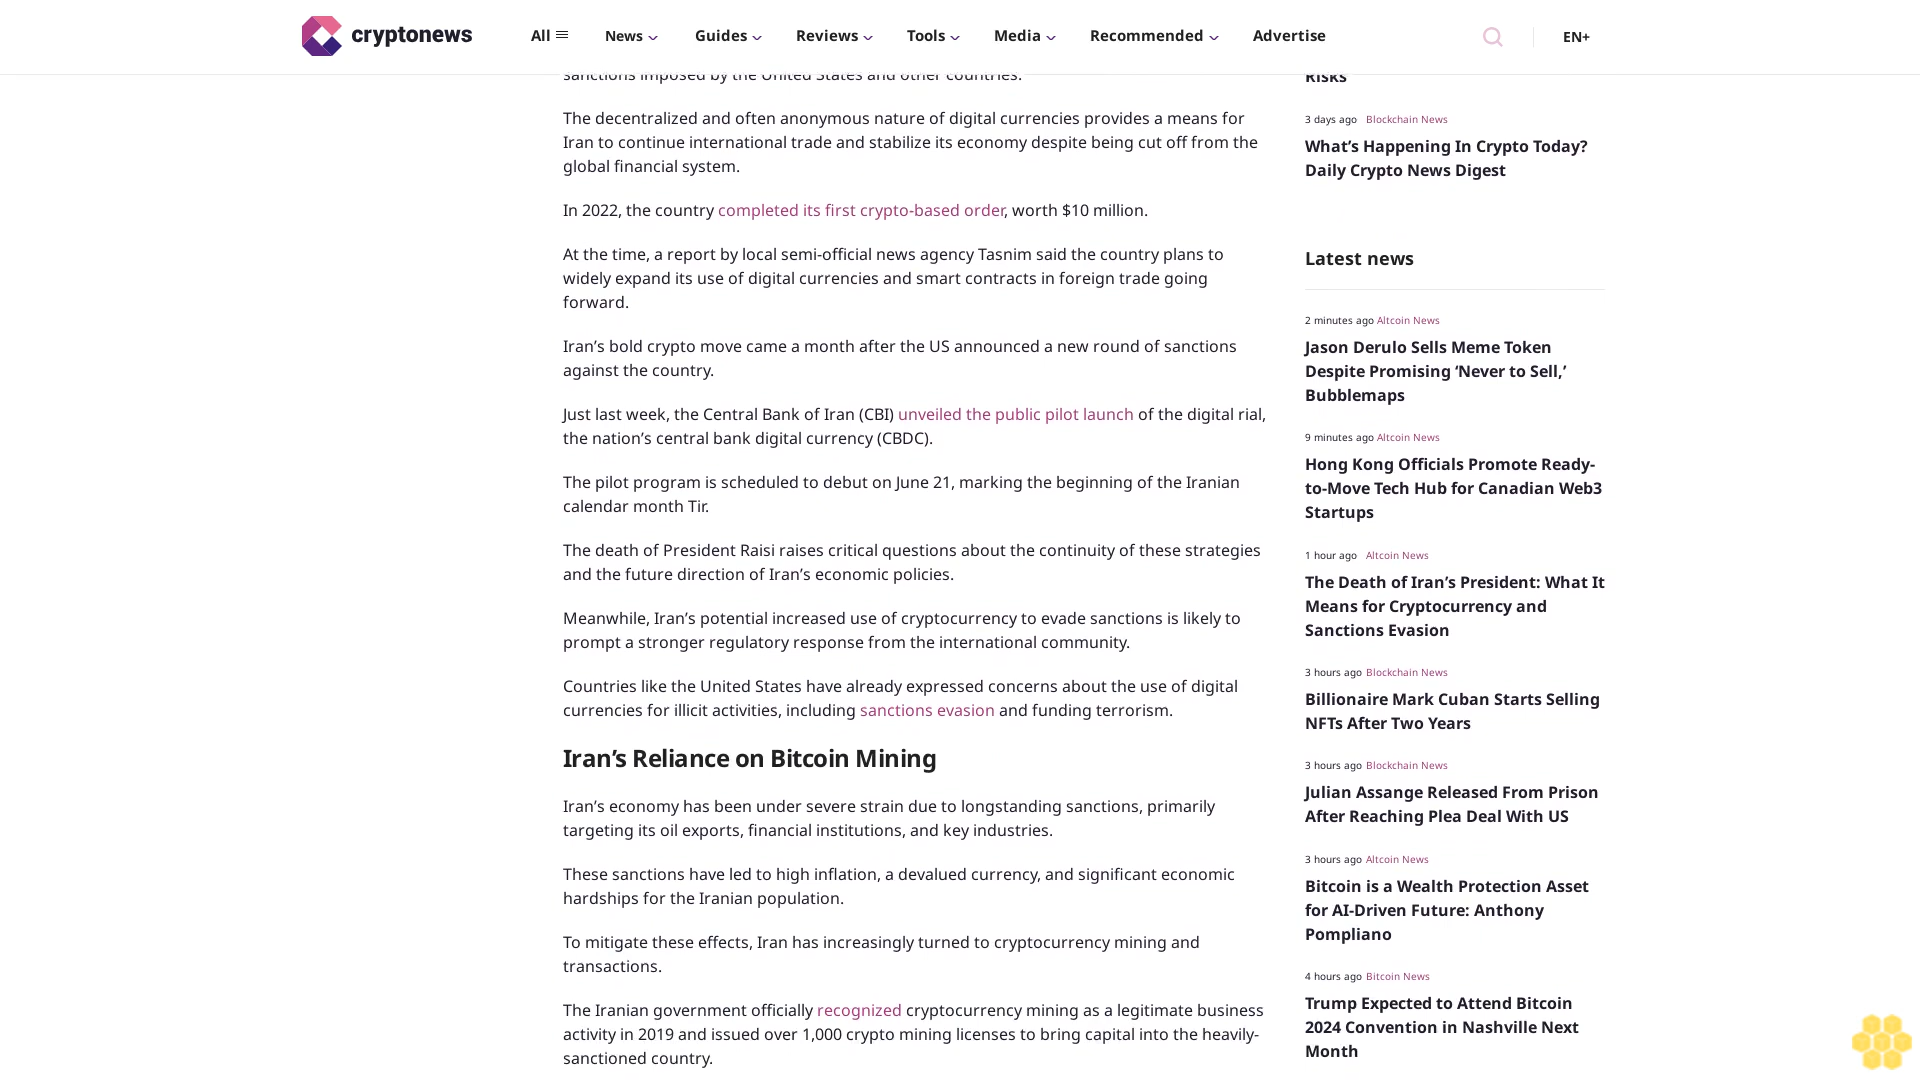 cryptonews
All
News
Guides
Reviews
Tools
Media
Recommended
Advertise
EN+
sanctions imposed by the United States and other countries.
The decentralized and often anonymous nature of digital currencies provides a means for
Iran to continue international trade and stabilize its economy despite being cut off from the
global financial system.
In 2022, the country completed its first crypto-based order, worth $10 million.
At the time, a report by local semi-official news agency Tasnim said the country plans to
widely expand its use of digital currencies and smart contracts in foreign trade going
forward.
Iran’s bold crypto move came a month after the US announced a new round of sanctions
against the country.
Just last week, the Central Bank of Iran (CBI) unveiled the public pilot launch of the digital rial,
the nation’s central bank digital currency (CBDC).
The pilot program is scheduled to debut on June 21, marking the beginning of the Iranian
calendar month Tir.
The death of President Raisi raises critical questions about the continuity of these strategies
and the future direction of Iran’s economic policies.
Meanwhile, Iran’s potential increased use of cryptocurrency to evade sanctions is likely to
prompt a stronger regulatory response from the international community.
Countries like the United States have already expressed concerns about the use of digital
currencies for illicit activities, including sanctions evasion and funding terrorism.
Iran’s Reliance on Bitcoin Mining
Iran’s economy has been under severe strain due to longstanding sanctions, primarily
targeting its oil exports, financial institutions, and key industries.
These sanctions have led to high inflation, a devalued currency, and significant economic
hardships for the Iranian population.
To mitigate these effects, Iran has increasingly turned to cryptocurrency mining and
transactions.
The Iranian government officially recognized cryptocurrency mining as a legitimate business
activity in 2019 and issued over 1,000 crypto mining licenses to bring capital into the heavily-
sanctioned country.
Risks
3 days ago Blockchain News
What’s Happening In Crypto Today?
Daily Crypto News Digest
Latest news
2 minutes ago Altcoin News
Jason Derulo Sells Meme Token
Despite Promising ‘Never to Sell,’
Bubblemaps
9 minutes ago Altcoin News
Hong Kong Officials Promote Ready-
to-Move Tech Hub for Canadian Web3
Startups
1 hour ago Altcoin News
The Death of Iran’s President: What It
Means for Cryptocurrency and
Sanctions Evasion
3 hours ago Blockchain News
Billionaire Mark Cuban Starts Selling
NFTs After Two Years
3 hours ago Blockchain News
Julian Assange Released From Prison
After Reaching Plea Deal With US
3 hours ago Altcoin News
Bitcoin is a Wealth Protection Asset
for AI-Driven Future: Anthony
Pompliano
4 hours ago Bitcoin News
Trump Expected to Attend Bitcoin
2024 Convention in Nashville Next
Month